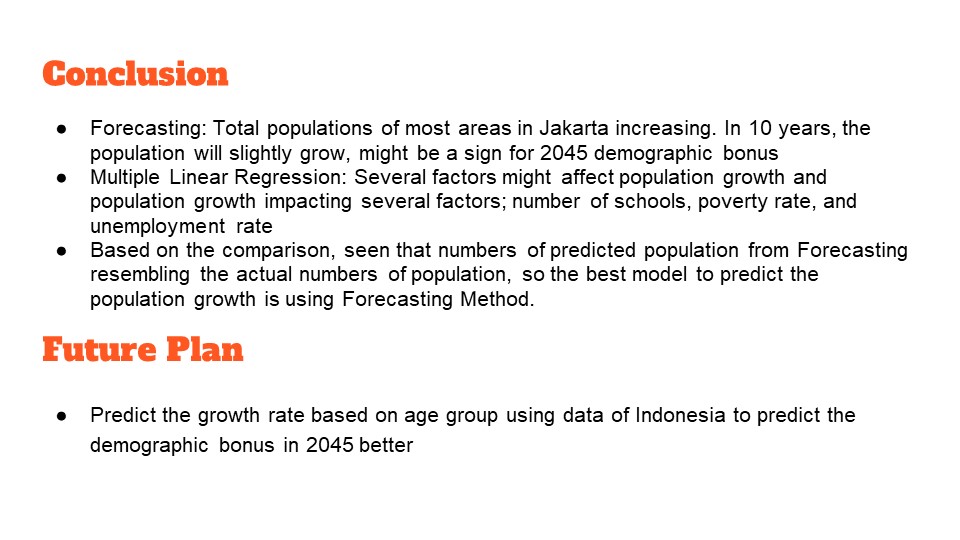 Conclusion
● Forecasting: Total populations of most areas in Jakarta increasing. In 10 years, the
population will slightly grow, might be a sign for 2045 demographic bonus
● Multiple Linear Regression: Several factors might affect population growth and
population growth impacting several factors; number of schools, poverty rate, and
unemployment rate
● Based on the comparison, seen that numbers of predicted population from Forecasting
resembling the actual numbers of population, so the best model to predict the
population growth is using Forecasting Method.
Future Plan
● Predict the growth rate based on age group using data of Indonesia to predict the
demographic bonus in 2045 better